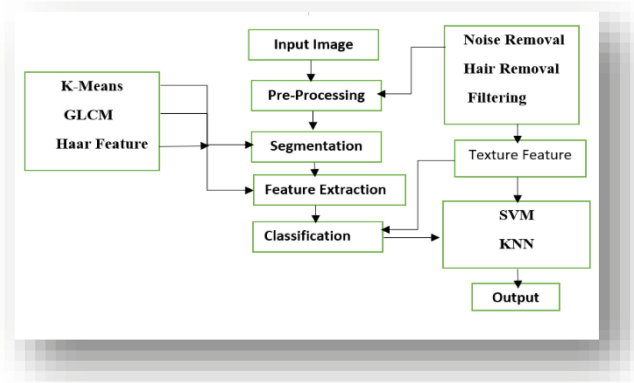 Input Image
Pre-Processing
Segmentation
Feature Extraction
Classification
K-Means
GLCM
Haar Feature
Noise Removal
Hair Removal
Filtering
Texture Feature
SVM
KNN
Output